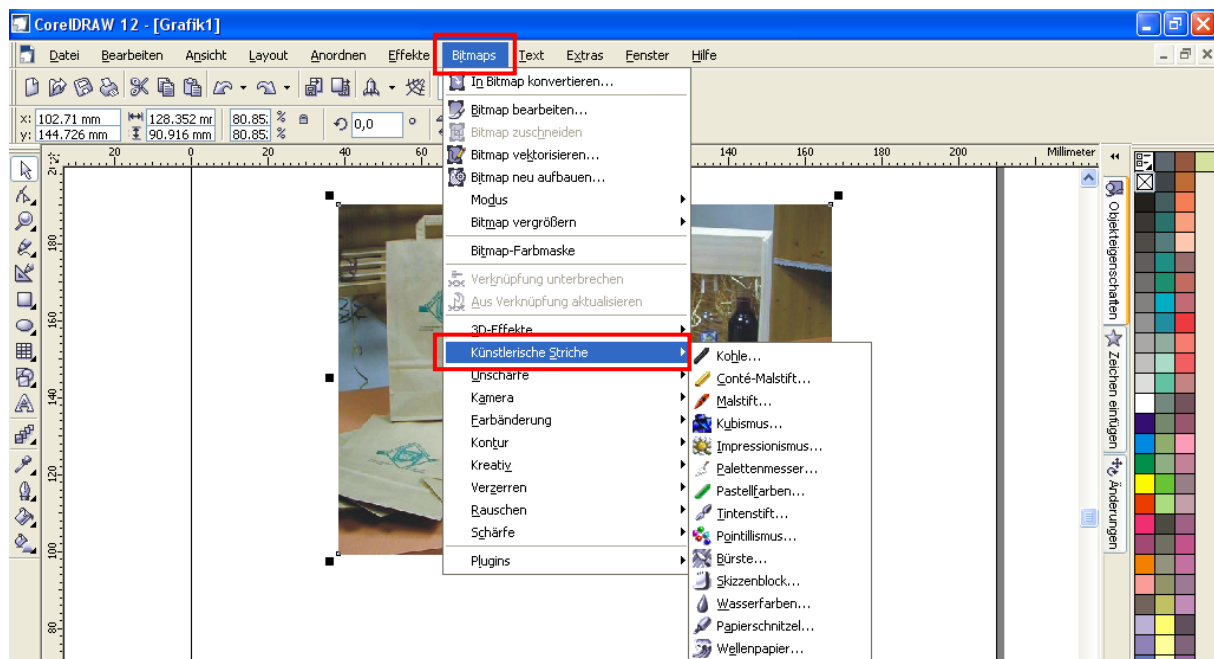 CorelDRAW 12 - [Grafik1]
Datei Bearbeiten Ansicht Layout Anordnen Effekte Bitmaps Text Extras Fenster Hilfe
x: 102.71 mm 128.352 mm 80.85 % 0,0 °
y: 144.726 mm 90.916 mm 80.85 %
20 0 20 40 60 140 160 180 200 Millimeter
180
160
140
120
100
80
In Bitmap konvertieren...
Bitmap bearbeiten...
Bitmap zuschneiden
Bitmap vektorisieren...
Bitmap neu aufbauen...
Modus
Bitmap vergrößern
Bitmap-Farbmaske
Verknüpfung unterbrechen
Aus Verknüpfung aktualisieren
3D-Effekte
Künstlerische Striche
Unschärfe
Kamera
Farbänderung
Kontur
Kreativ
Verzerren
Rauschen
Schärfe
Plugins
Kohle...
Conté-Malstift...
Malstift...
Kubismus...
Impressionismus...
Palettenmesser...
Pastellfarben...
Tintenstift...
Pointillismus...
Bürste...
Skizzenblock...
Wasserfarben...
Papierschnitzel...
Wellenpapier...
Objekteigenschaften
Zeichen einfügen
Änderungen